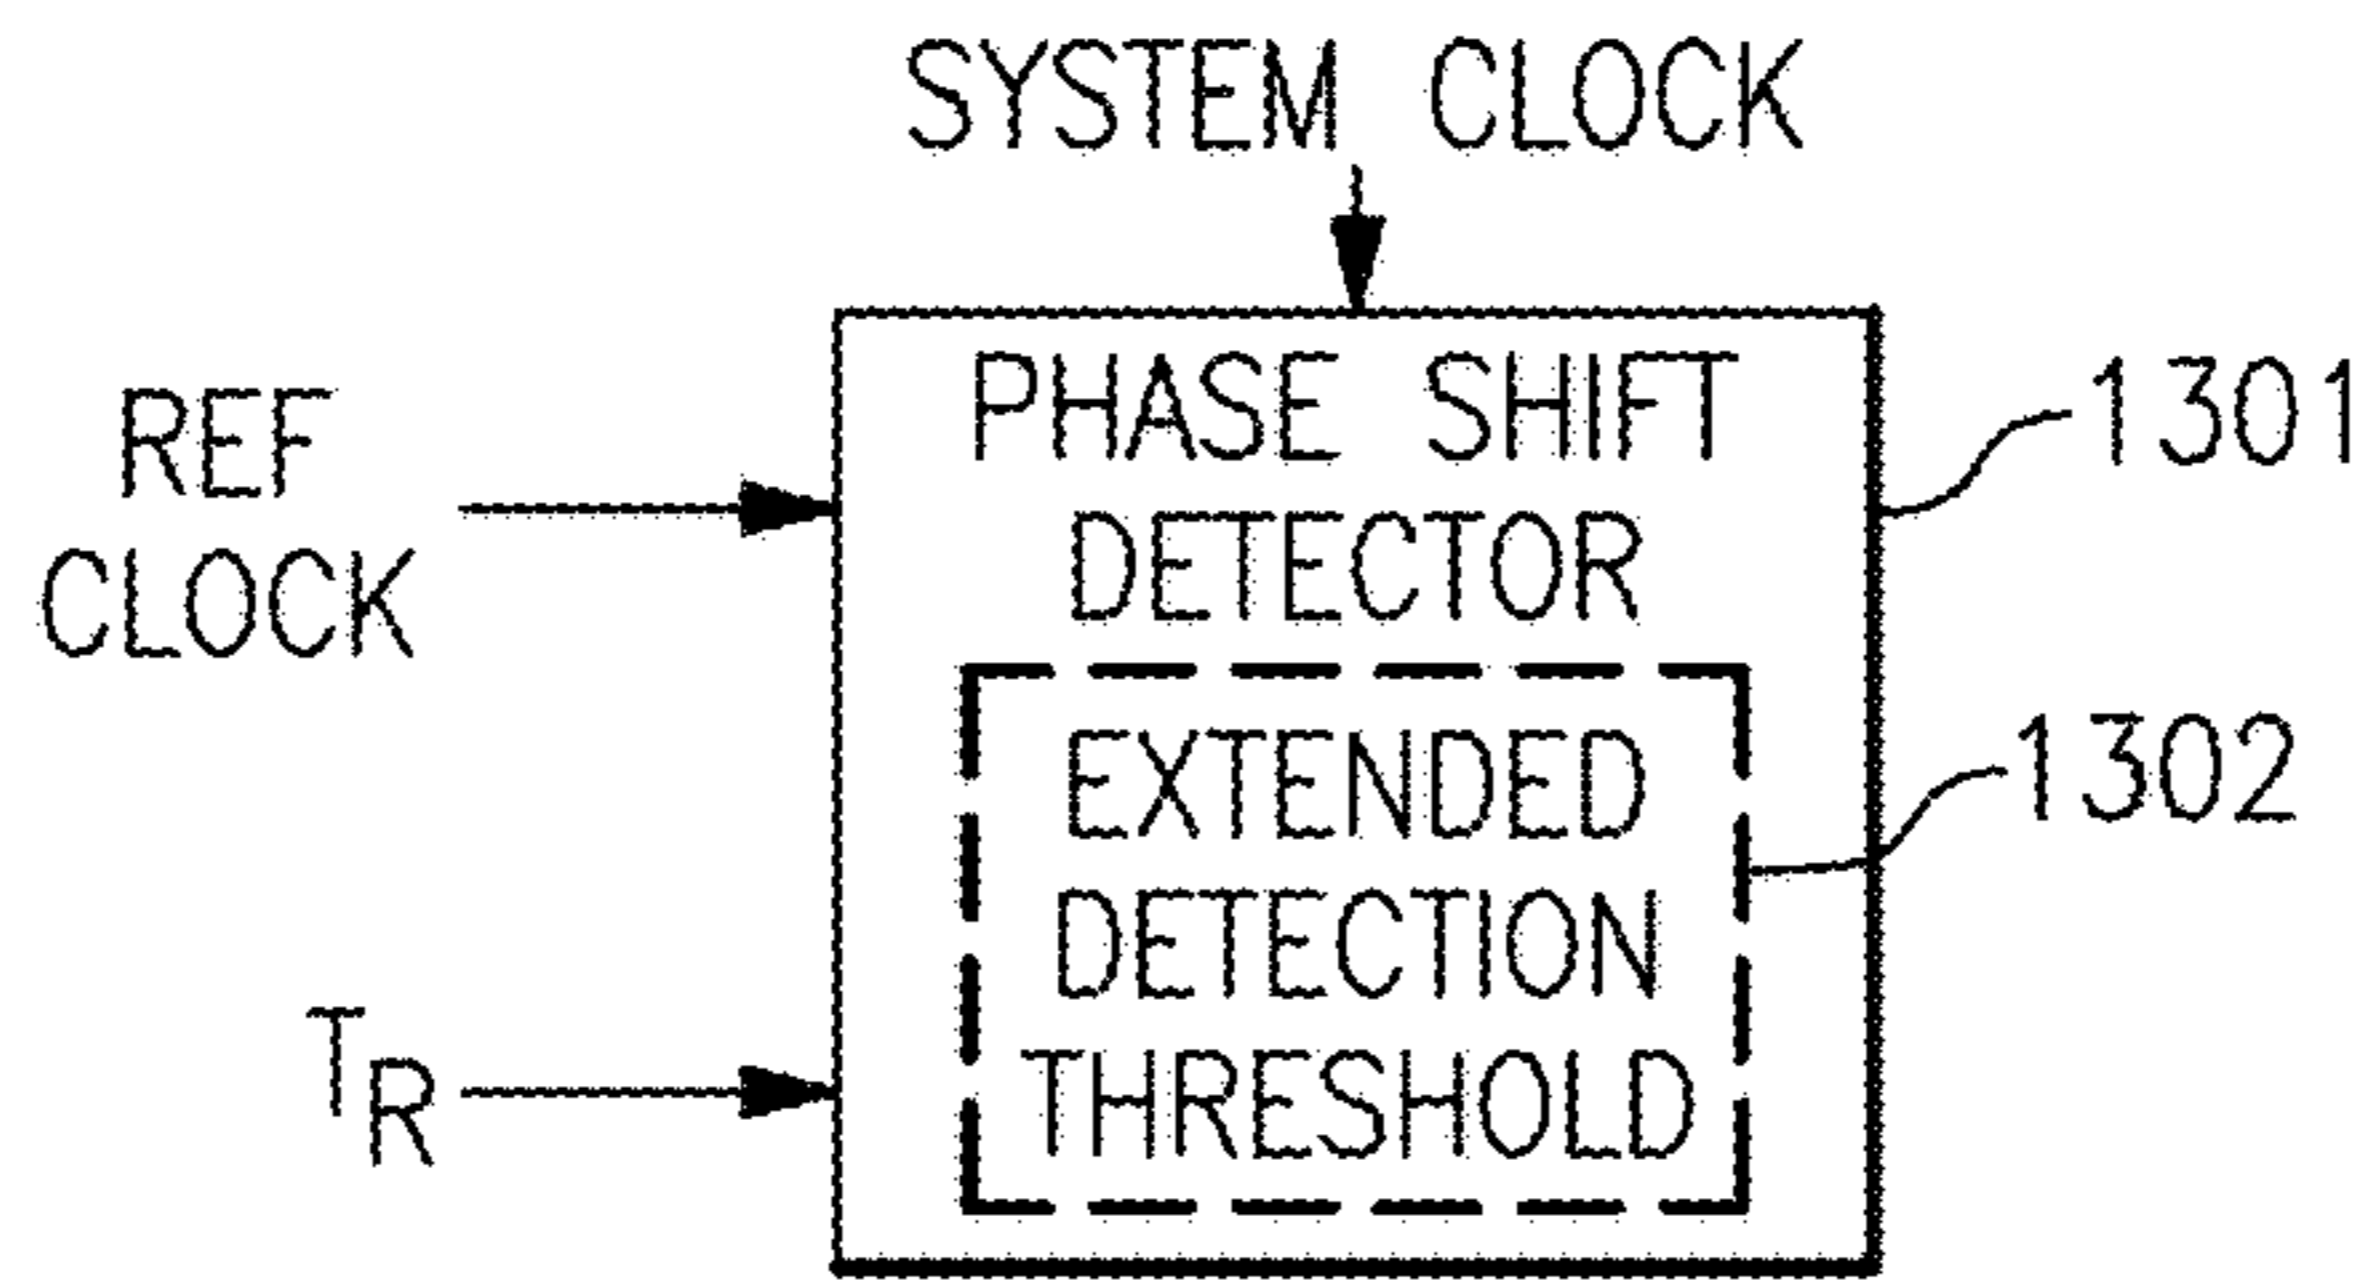 SYSTEM CLOCK
REF
CLOCK
PHASE SHIFT
DETECTOR
1301
EXTENDED
DETECTION
THRESHOLD
1302
TR